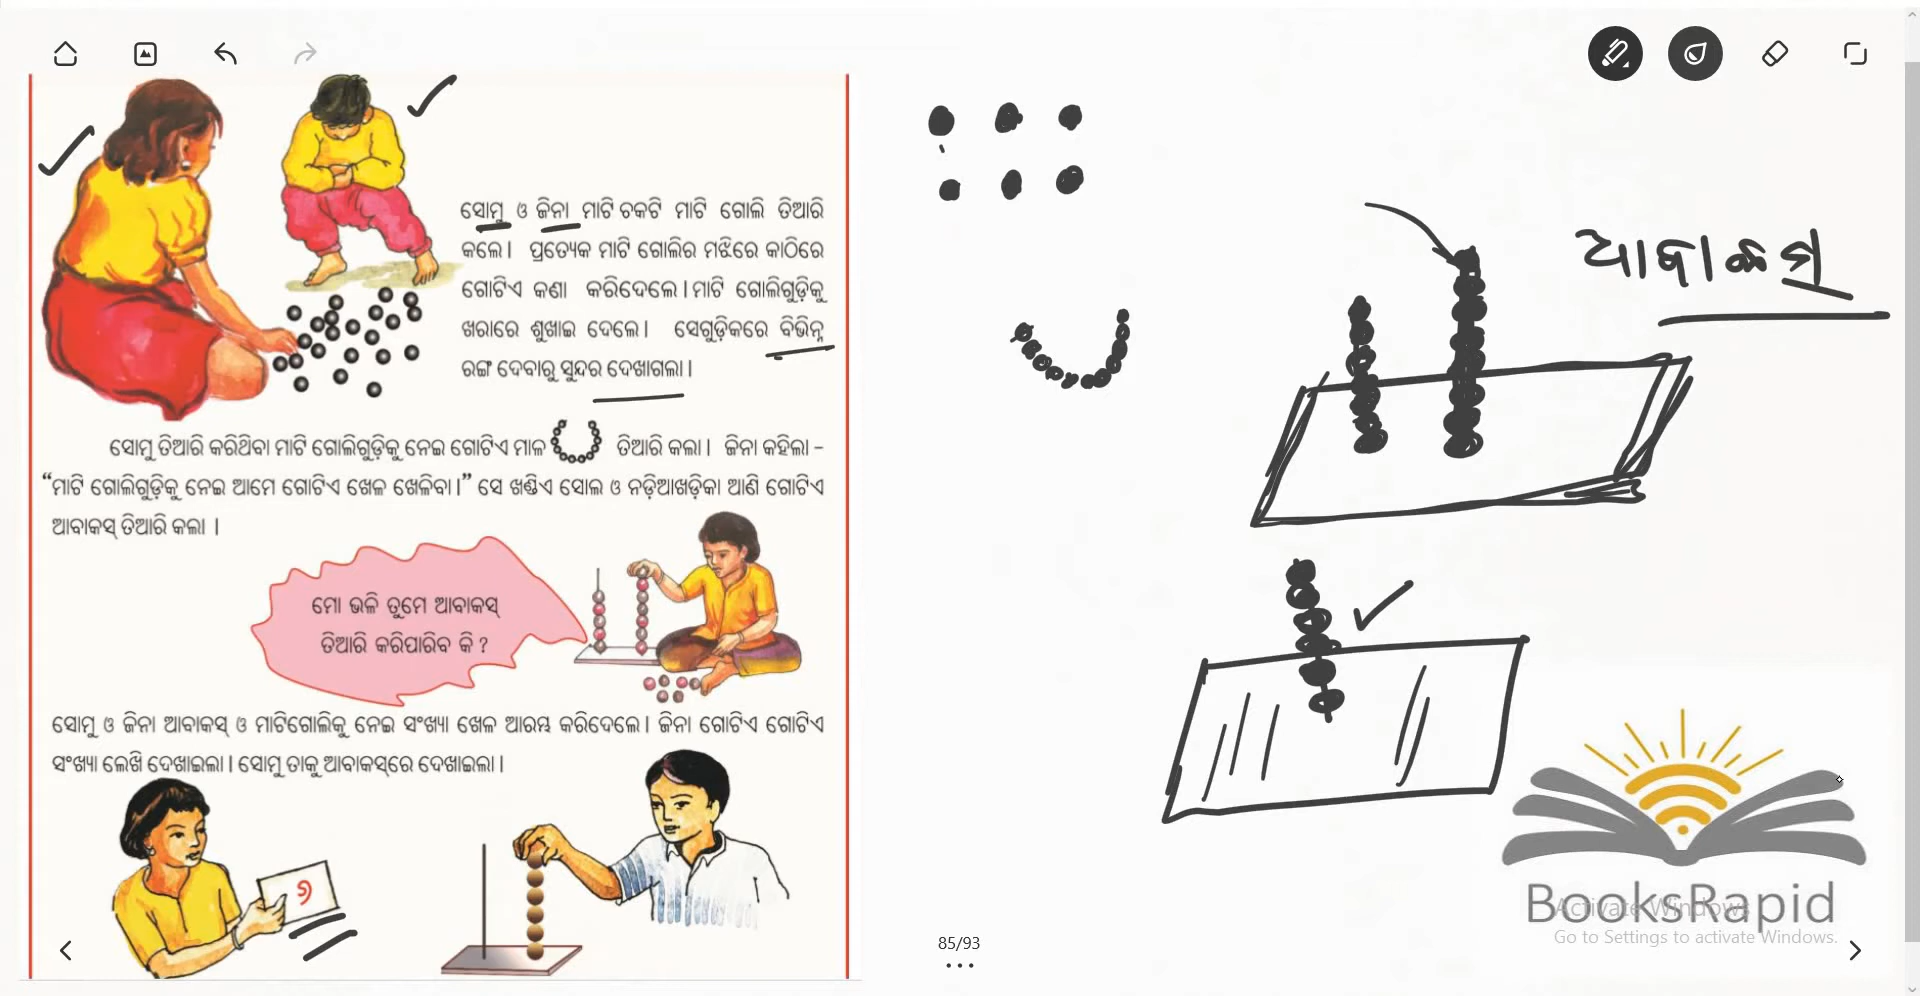 ସୋମୁ ଓ ଜିନା ମାଟି ଚକଟି ମାଟି ଗୋଲି ତିଆରି
କଲେ। ପ୍ରତ୍ୟେକ ମାଟି ଗୋଲିର ମଝିରେ କାଠିରେ
ଗୋଟିଏ କଣା କରିଦେଲେ। ମାଟି ଗୋଲିଗୁଡ଼ିକୁ
ଖରାରେ ଶୁଖାଇ ଦେଲେ। ସେଗୁଡ଼ିକରେ ବିଭିନ୍ନ
ରଙ୍ଗ ଦେବାରୁ ସୁନ୍ଦର ଦେଖାଗଲା।
ସୋମୁ ତିଆରି କରିଥିବା ମାଟି ଗୋଲିଗୁଡ଼ିକୁ ନେଇ ଗୋଟିଏ ମାଳ ତିଆରି କଲା। ଜିନା କହିଲା –
“ମାଟି ଗୋଲିଗୁଡ଼ିକୁ ନେଇ ଆମେ ଗୋଟିଏ ଖେଳ ଖେଳିବା।” ସେ ଖଣ୍ଡିଏ ସୋଲ ଓ ନଡ଼ିଆଖଡ଼ିକା ଆଣି ଗୋଟିଏ
ଆବାକସ୍ ତିଆରି କଲା ।
ମୋ ଭଳି ତୁମେ ଆବାକସ୍
ତିଆରି କରିପାରିବ କି ?
ସୋମୁ ଓ ଜିନା ଆବାକସ୍ ଓ ମାଟିଗୋଲିକୁ ନେଇ ସଂଖ୍ୟା ଖେଳ ଆରମ୍ଭ କରିଦେଲେ। ଜିନା ଗୋଟିଏ ଗୋଟିଏ
ସଂଖ୍ୟା ଲେଖି ଦେଖାଇଲା। ସୋମୁ ତାକୁ ଆବାକସ୍‌ରେ ଦେଖାଇଲା।
୬
ଆବାକସ୍
BooksRapid
Activate Windows
Go to Settings to activate Windows.
85/93